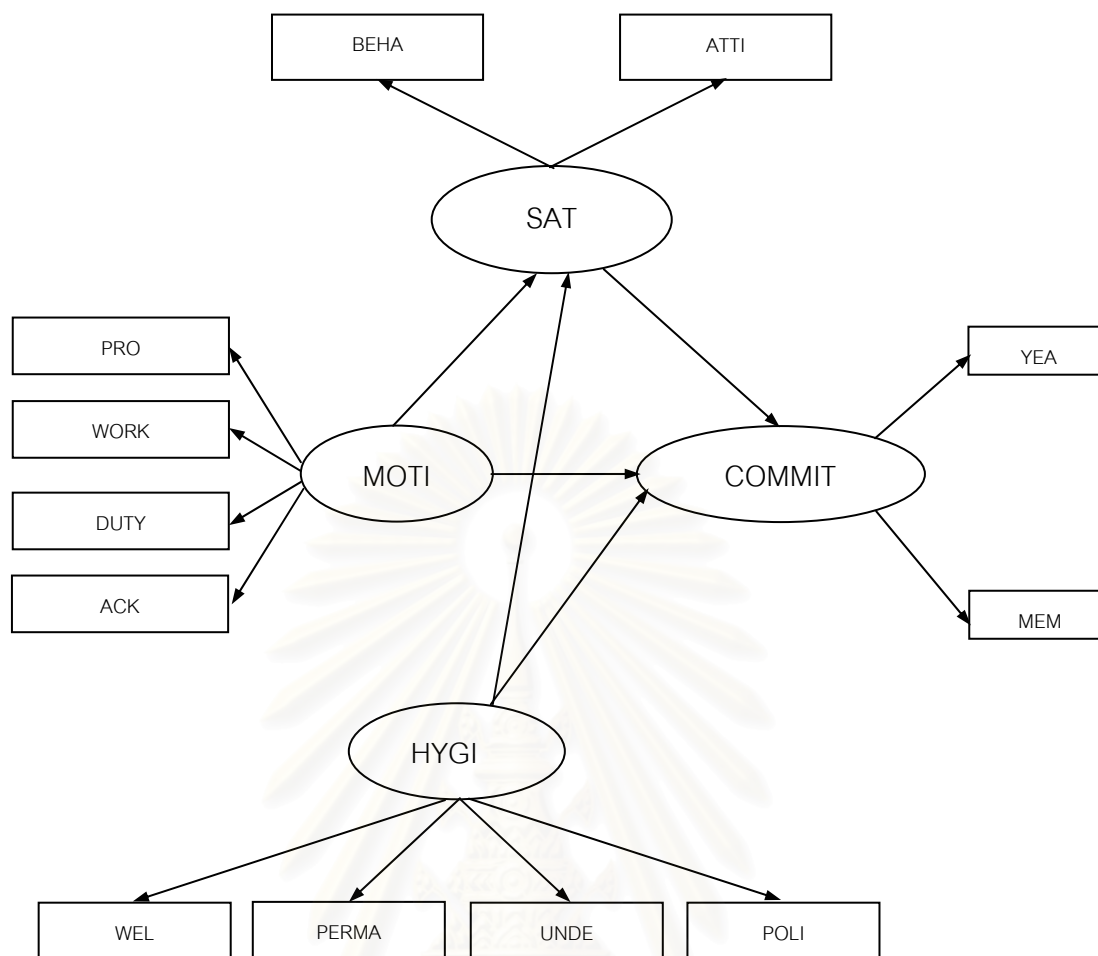 BEHA
ATTI
SAT
PRO
YEA
WORK
MOTI
COMMIT
DUTY
ACK
MEM
HYGI
WEL
PERMA
UNDE
POLI